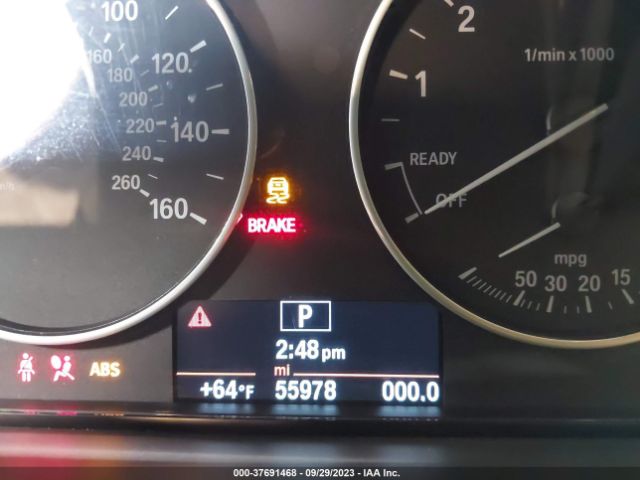 100
120
140
160
160
180
200
220
240
260
2
1/min x 1000
1
READY
OFF
BRAKE
mpg
50 30 20 15
P
2:48 pm
mi
ABS
+64°F 55978 000.0
000-37691468 - 09/29/2023 - IAA Inc.